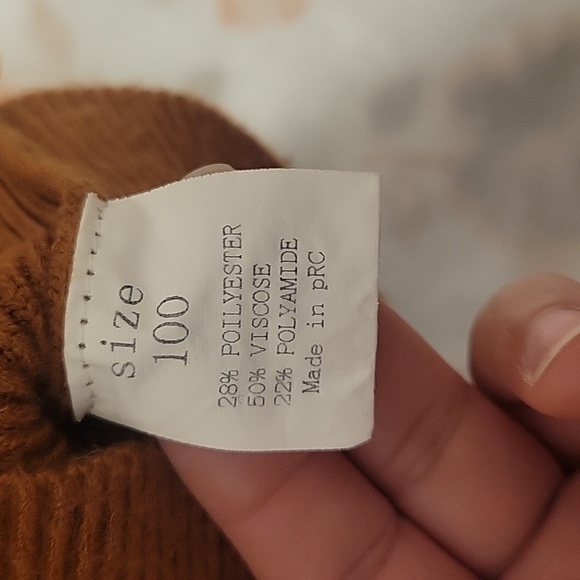 size
100
28% POILYESTER
50% VISCOSE
22% POLYAMIDE
Made in pRC